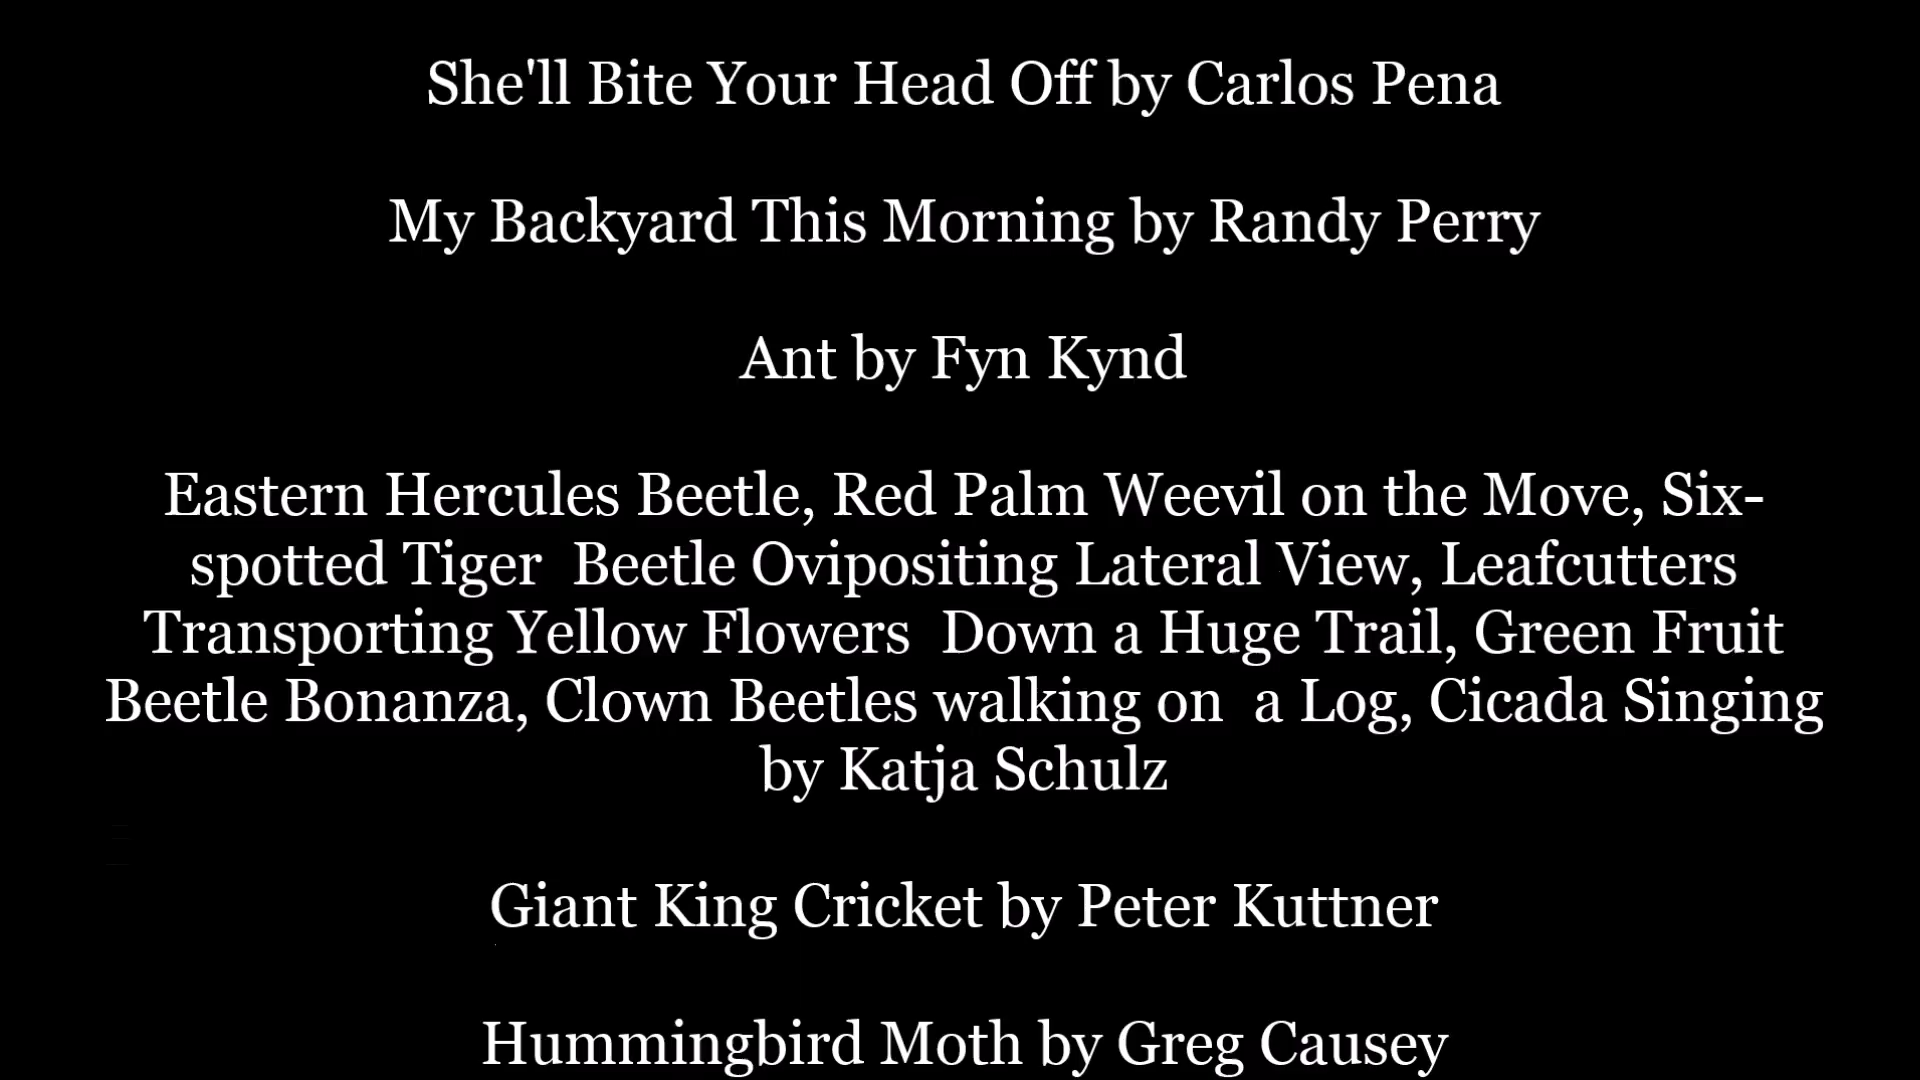 She'll Bite Your Head Off by Carlos Pena
My Backyard This Morning by Randy Perry
Ant by Fyn Kynd
Eastern Hercules Beetle, Red Palm Weevil on the Move, Six-
spotted Tiger  Beetle Ovipositing Lateral View, Leafcutters
Transporting Yellow Flowers  Down a Huge Trail, Green Fruit
Beetle Bonanza, Clown Beetles walking on  a Log, Cicada Singing
by Katja Schulz
Giant King Cricket by Peter Kuttner
Hummingbird Moth by Greg Causey